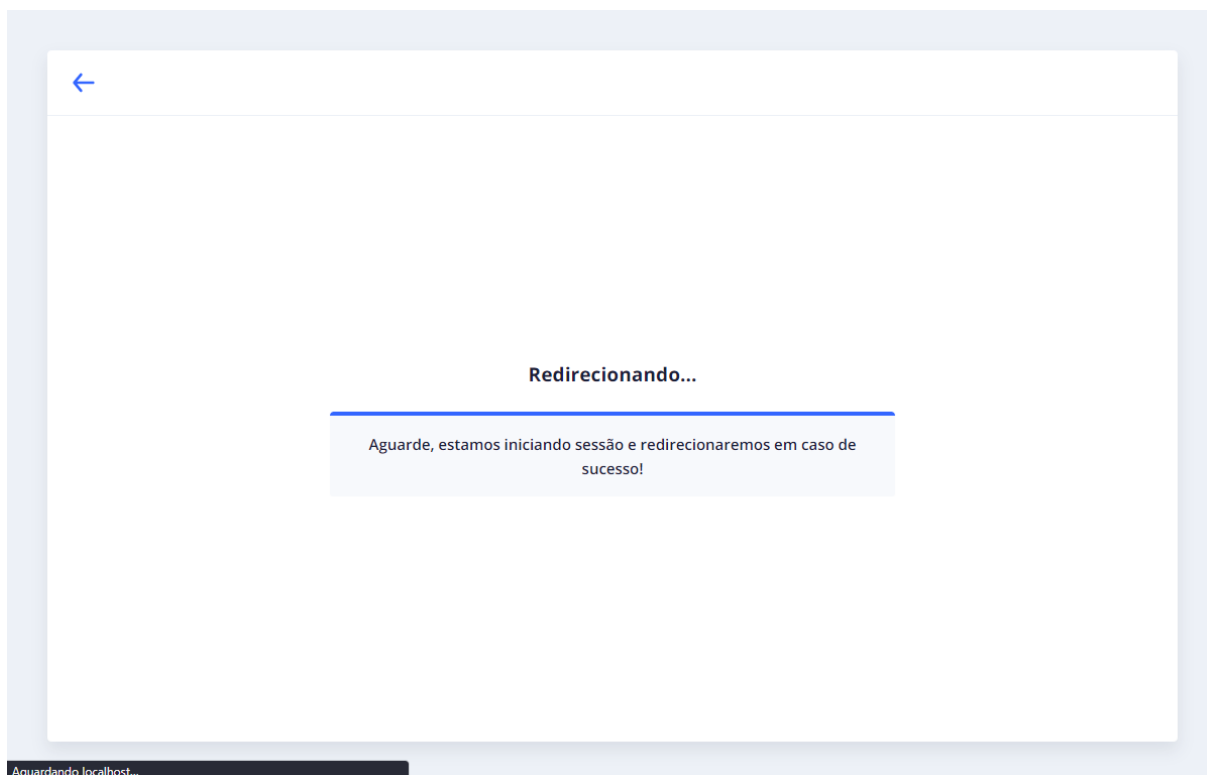 Redirecionando...
Aguarde, estamos iniciando sessão e redirecionaremos em caso de
sucesso!
Aguardando localhost...